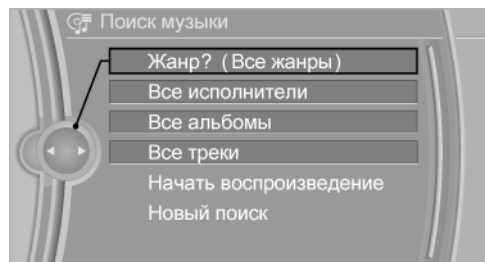 Поиск музыки
Жанр? (Все жанры)
Все исполнители
Все альбомы
Все треки
Начать воспроизведение
Новый поиск